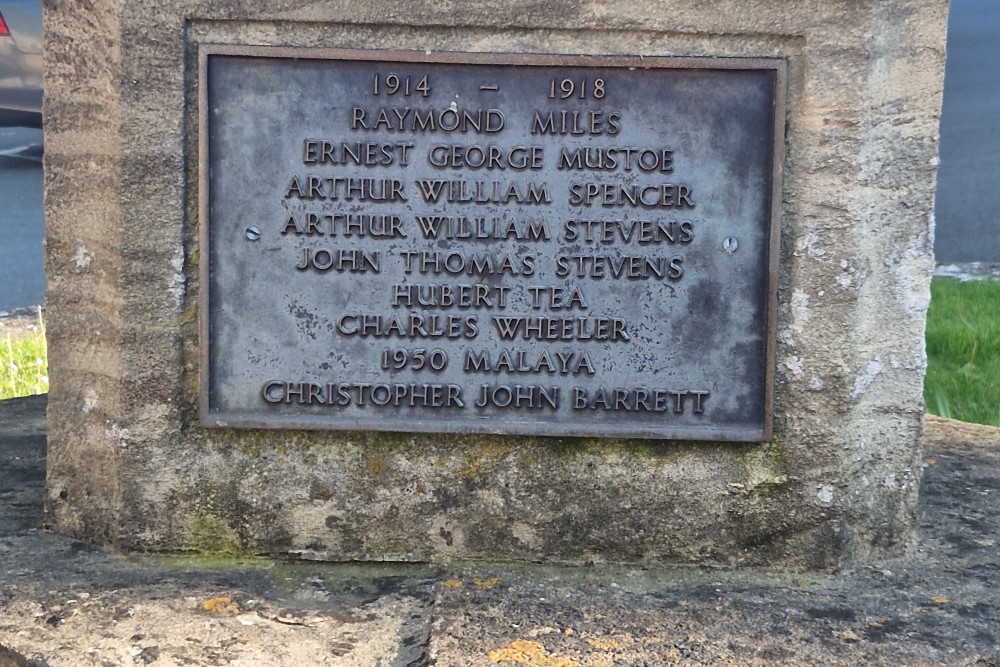 1914 – 1918
RAYMOND MILES
ERNEST GEORGE MUSTOE
ARTHUR WILLIAM SPENCER
ARTHUR WILLIAM STEVENS
JOHN THOMAS STEVENS
HUBERT TEA
CHARLES WHEELER
1950 MALAYA
CHRISTOPHER JOHN BARRETT